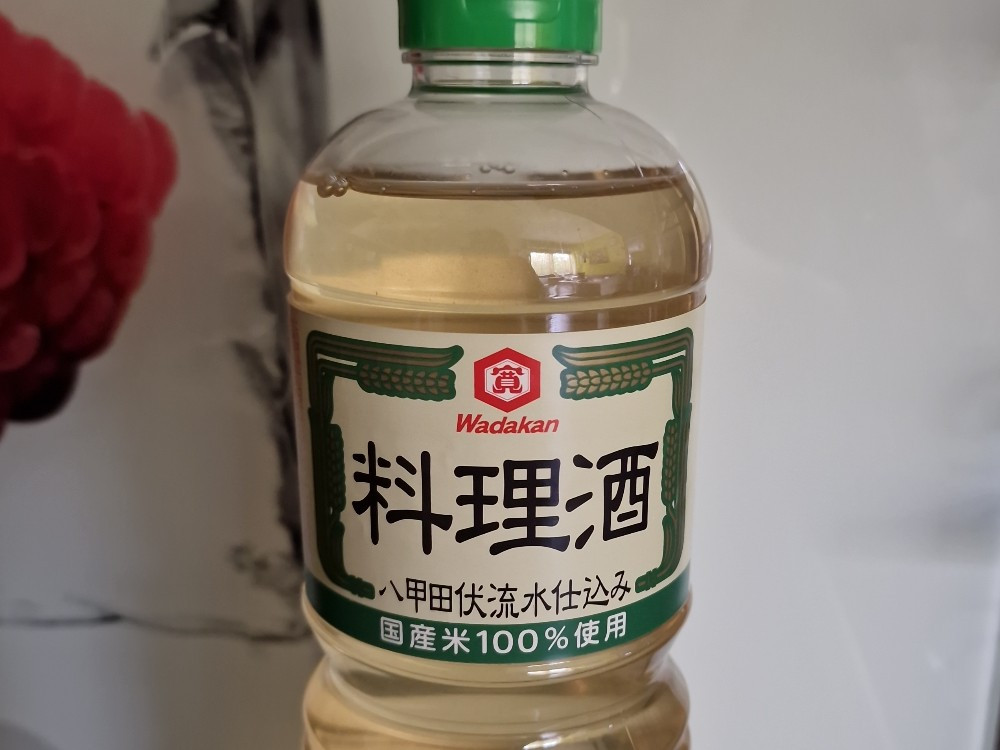 寛
Wadakan
料理酒
八甲田伏流水仕込み
国産米100%使用